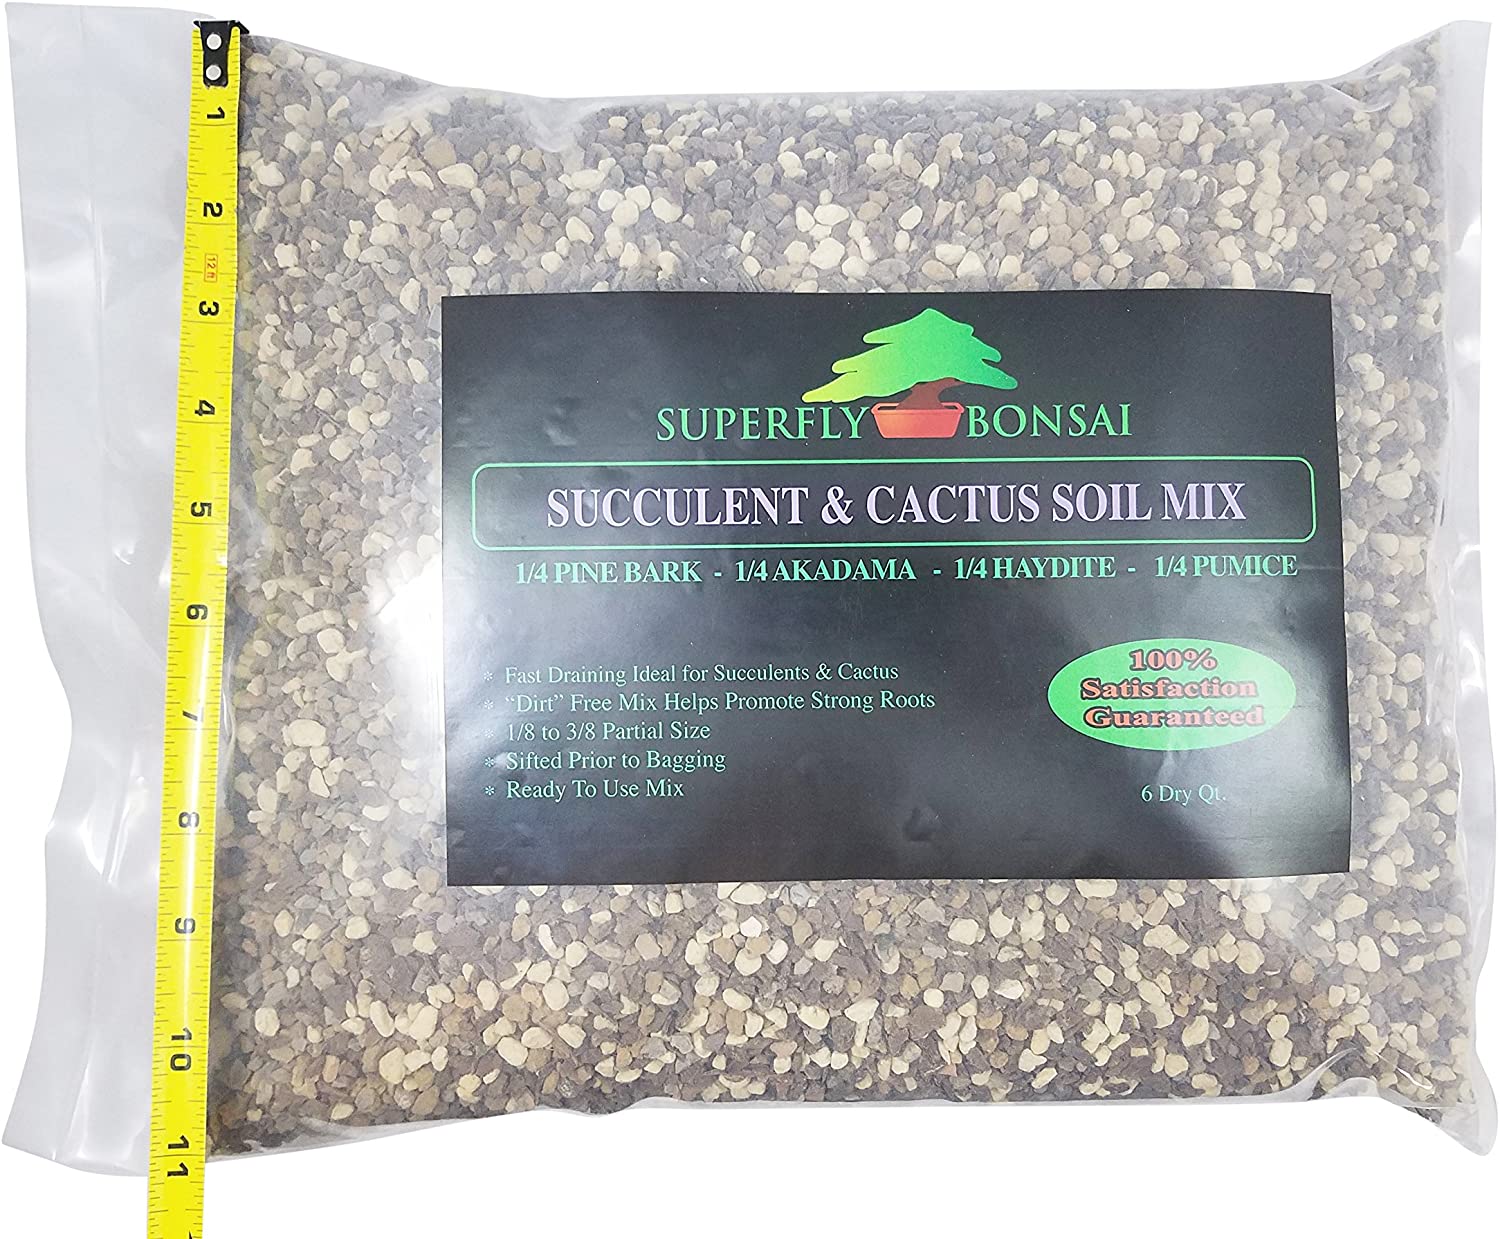 1
2
12 ft
3
4
5
6
7
8
9
10
11
SUPERFLY BONSAI
SUCCULENT & CACTUS SOIL MIX
1/4 PINE BARK - 1/4 AKADAMA - 1/4 HAYDITE - 1/4 PUMICE
* Fast Draining Ideal for Succulents & Cactus
* “Dirt” Free Mix Helps Promote Strong Roots
* 1/8 to 3/8 Partial Size
* Sifted Prior to Bagging
* Ready To Use Mix
100%
Satisfaction
Guaranteed
6 Dry Qt.